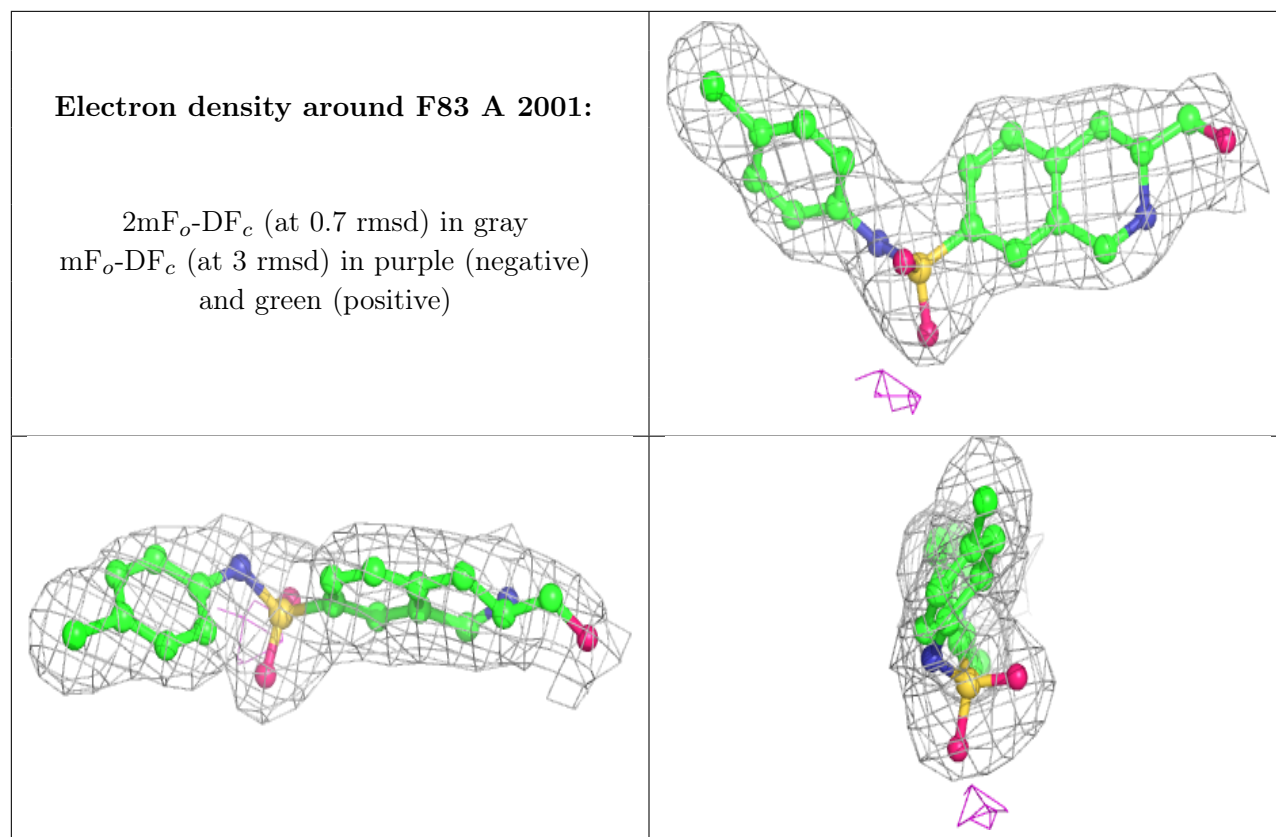 Electron density around F83 A 2001:
2mFo-DFc (at 0.7 rmsd) in gray
mFo-DFc (at 3 rmsd) in purple (negative)
and green (positive)